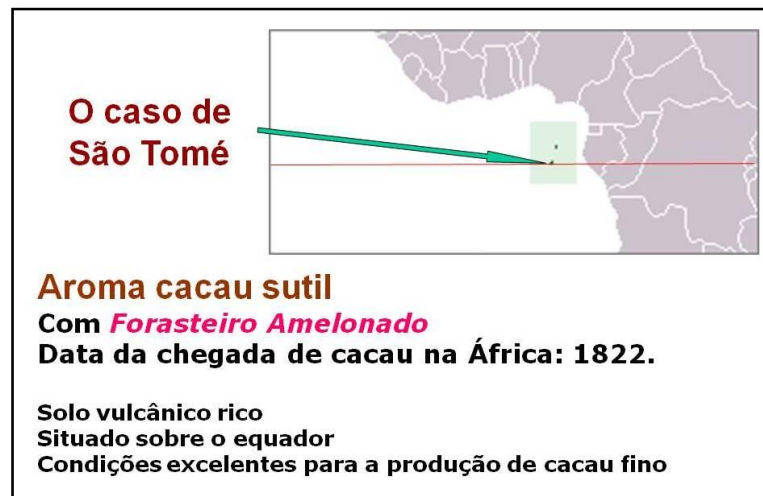 O caso de
São Tomé
Aroma cacau sutil
Com Forasteiro Amelonado
Data da chegada de cacau na África: 1822.
Solo vulcânico rico
Situado sobre o equador
Condições excelentes para a produção de cacau fino